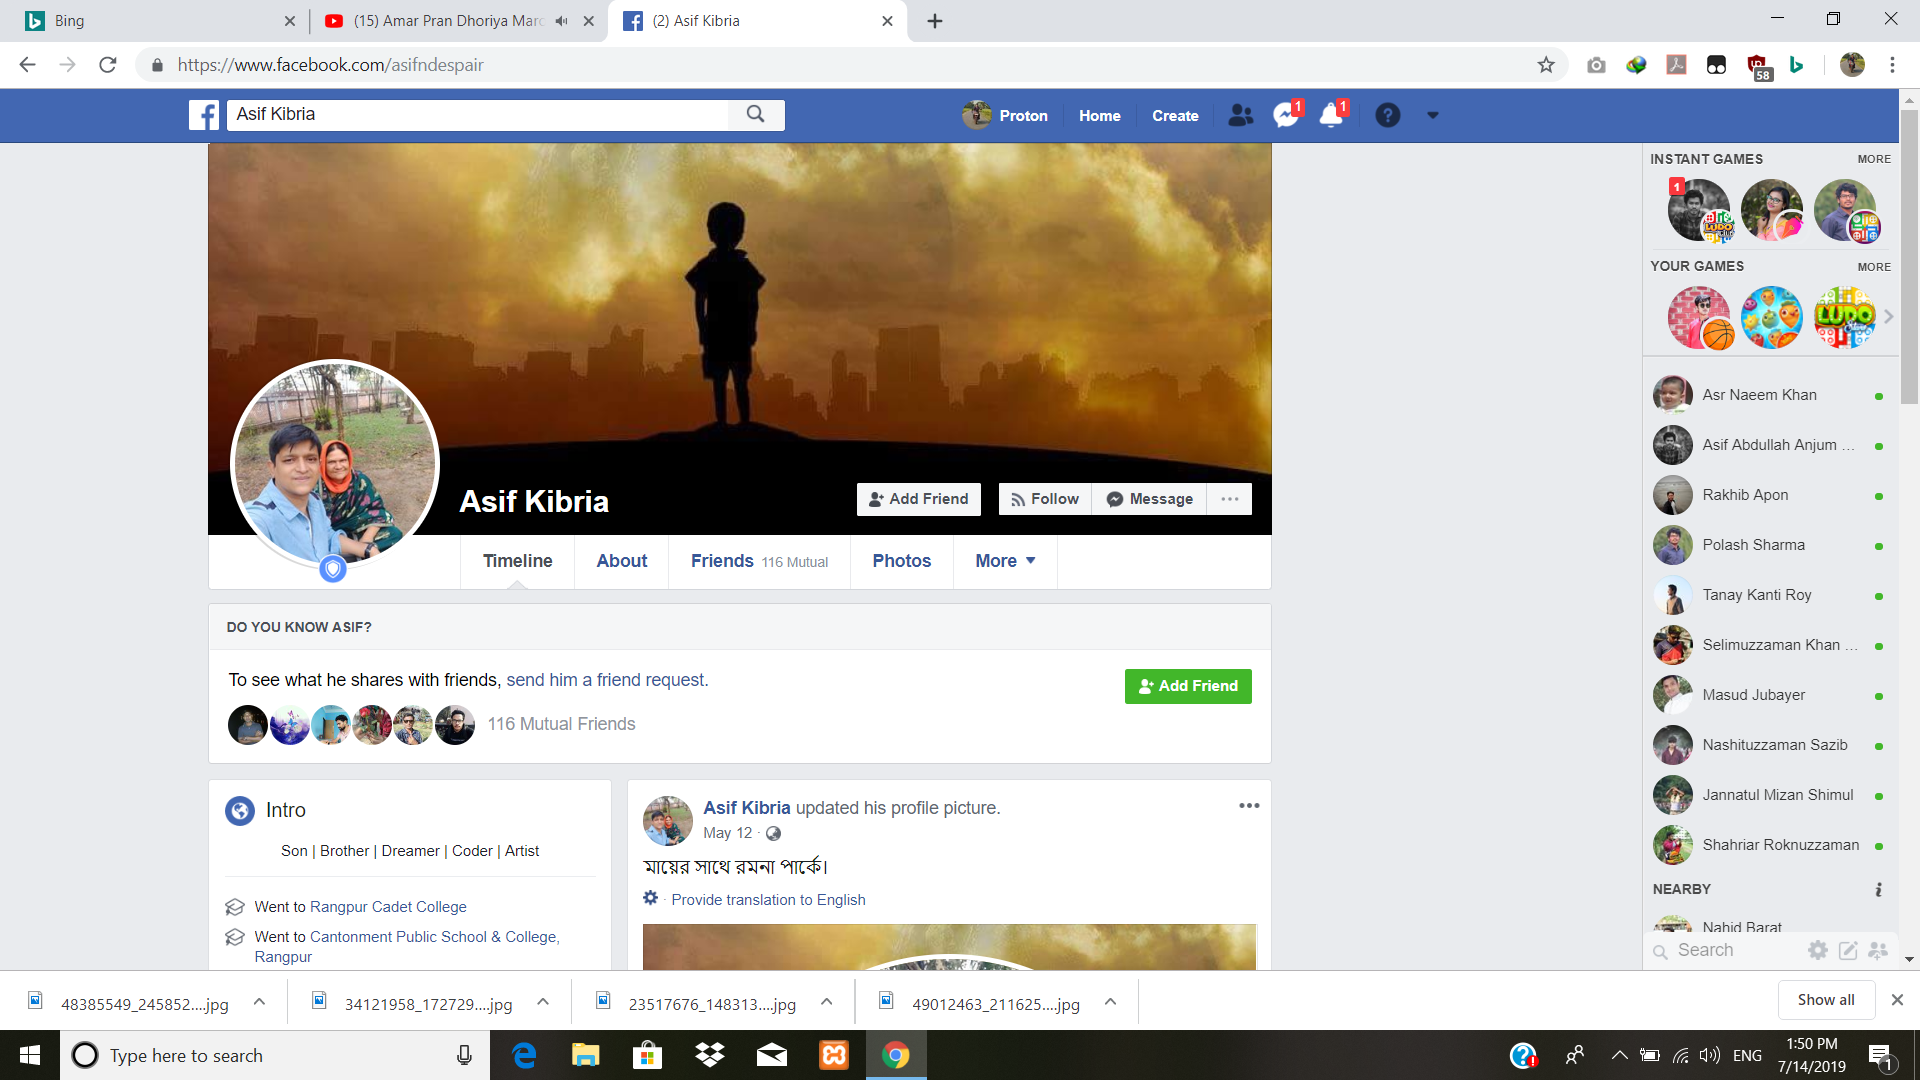 Bing
(15) Amar Pran Dhoriya Maro
(2) Asif Kibria
https://www.facebook.com/asifndespair
58
Asif Kibria
Proton
Home
Create
1
1
INSTANT GAMES
MORE
1
YOUR GAMES
MORE
LUDO
Asif Kibria
Add Friend
Follow
Message
Timeline
About
Friends 116 Mutual
Photos
More
DO YOU KNOW ASIF?
To see what he shares with friends, send him a friend request.
Add Friend
116 Mutual Friends
Intro
Son | Brother | Dreamer | Coder | Artist
Went to Rangpur Cadet College
Went to Cantonment Public School & College,
Rangpur
Asif Kibria updated his profile picture.
May 12 ·
মায়ের সাথে রমনা পার্কে।
· Provide translation to English
Asr Naeem Khan
Asif Abdullah Anjum ...
Rakhib Apon
Polash Sharma
Tanay Kanti Roy
Selimuzzaman Khan ...
Masud Jubayer
Nashituzzaman Sazib
Jannatul Mizan Shimul
Shahriar Roknuzzaman
NEARBY
Nahid Barat
Search
48385549_245852....jpg
34121958_172729....jpg
23517676_148313....jpg
49012463_211625....jpg
Show all
Type here to search
ENG
1:50 PM
7/14/2019
1